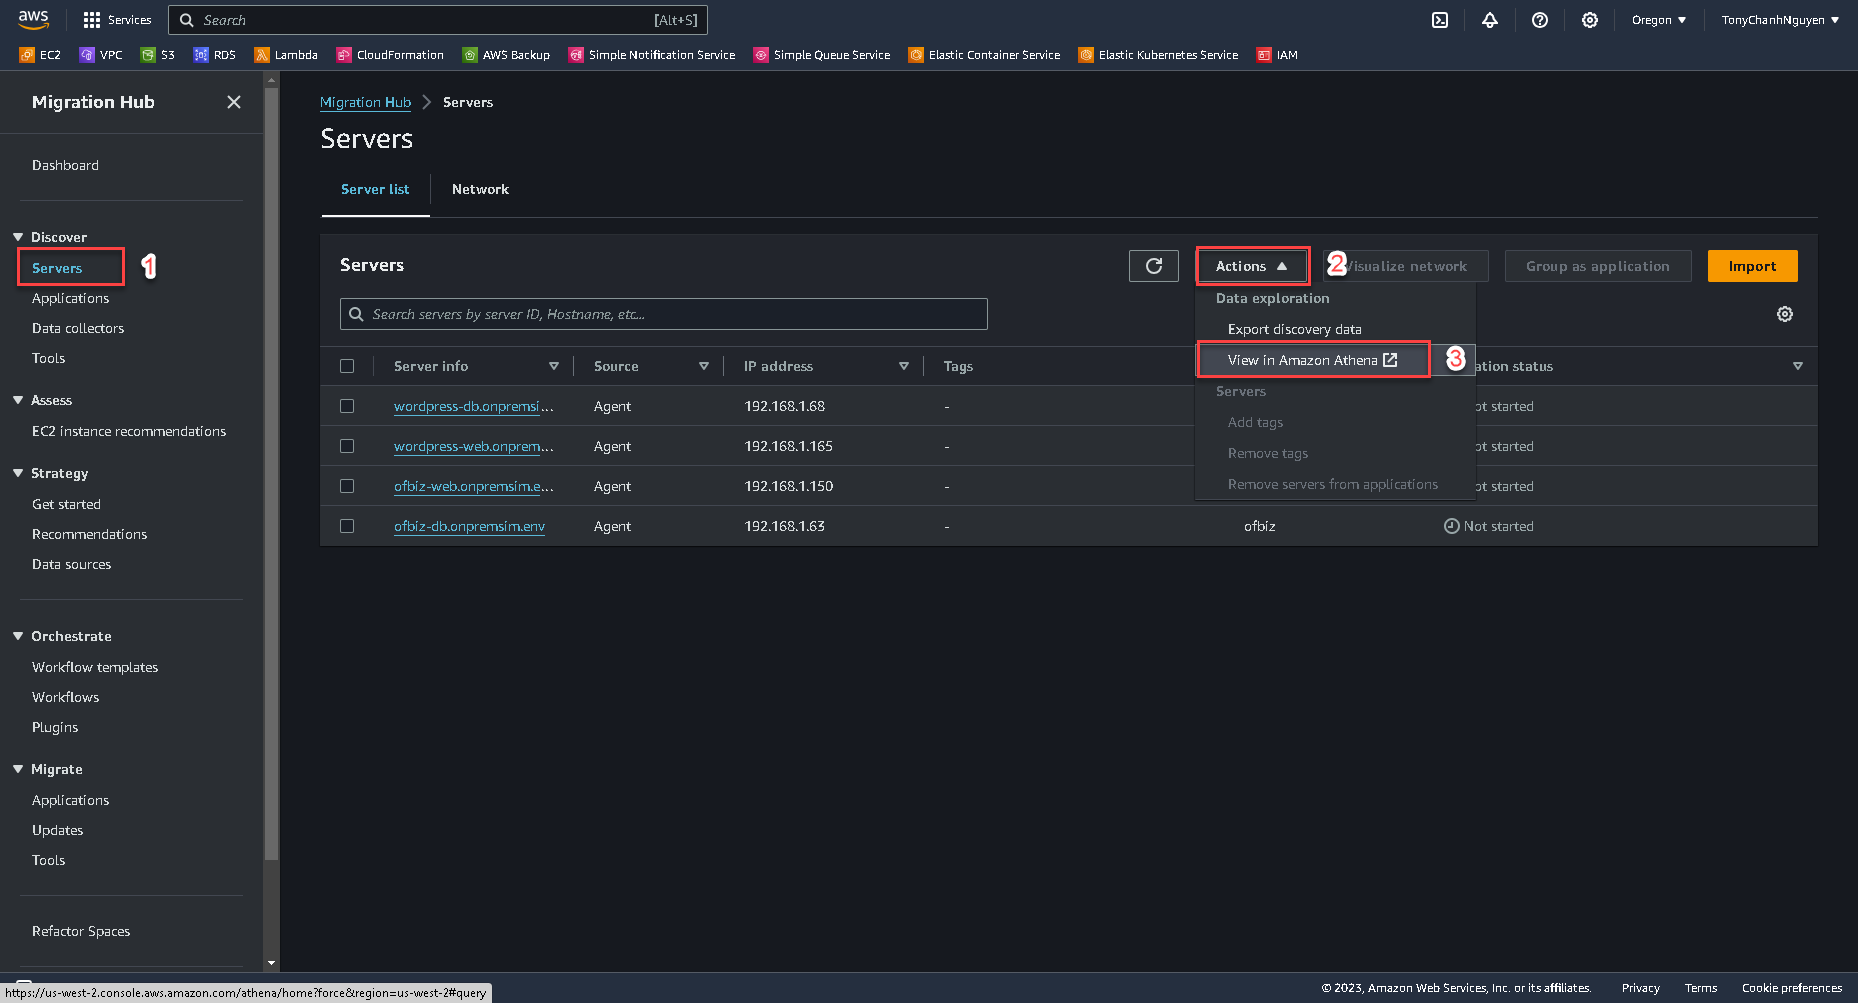 aws
Services
Search
[Alt+S]
Oregon
TonyChanhNguyen
EC2
VPC
S3
RDS
Lambda
CloudFormation
AWS Backup
Simple Notification Service
Simple Queue Service
Elastic Container Service
Elastic Kubernetes Service
IAM
Migration Hub
Dashboard
Discover
Servers
1
Applications
Data collectors
Tools
Assess
EC2 instance recommendations
Strategy
Get started
Recommendations
Data sources
Orchestrate
Workflow templates
Workflows
Plugins
Migrate
Applications
Updates
Tools
Refactor Spaces
Migration Hub
Servers
Servers
Server list
Network
Servers
Actions
2
Visualize network
Group as application
Import
Search servers by server ID, Hostname, etc...
Data exploration
Export discovery data
View in Amazon Athena
3
Servers
Add tags
Remove tags
Remove servers from applications
Server info
Source
IP address
Tags
ation status
wordpress-db.onpremsi...
Agent
192.168.1.68
-
ot started
wordpress-web.onprem...
Agent
192.168.1.165
-
ot started
ofbiz-web.onpremsim.e...
Agent
192.168.1.150
-
ot started
ofbiz-db.onpremsim.env
Agent
192.168.1.63
-
ofbiz
Not started
https://us-west-2.console.aws.amazon.com/athena/home?force&region=us-west-2#query
© 2023, Amazon Web Services, Inc. or its affiliates.
Privacy
Terms
Cookie preferences